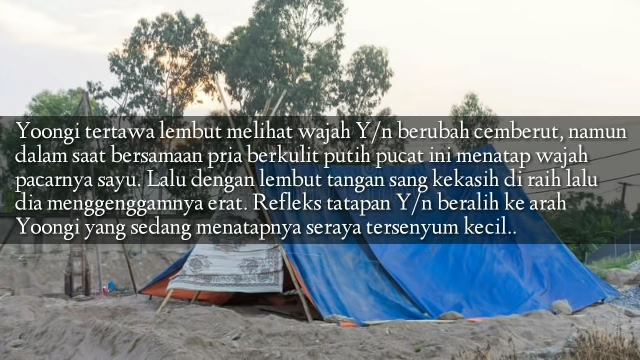 Yoongi tertawa lembut melihat wajah Y/n berubah cemberut, namun
dalam saat bersamaan pria berkulit putih pucat ini menatap wajah
pacarnya sayu. Lalu dengan lembut tangan sang kekasih di raih lalu
dia menggenggamnya erat. Refleks tatapan Y/n beralih ke arah
Yoongi yang sedang menatapnya seraya tersenyum kecil..